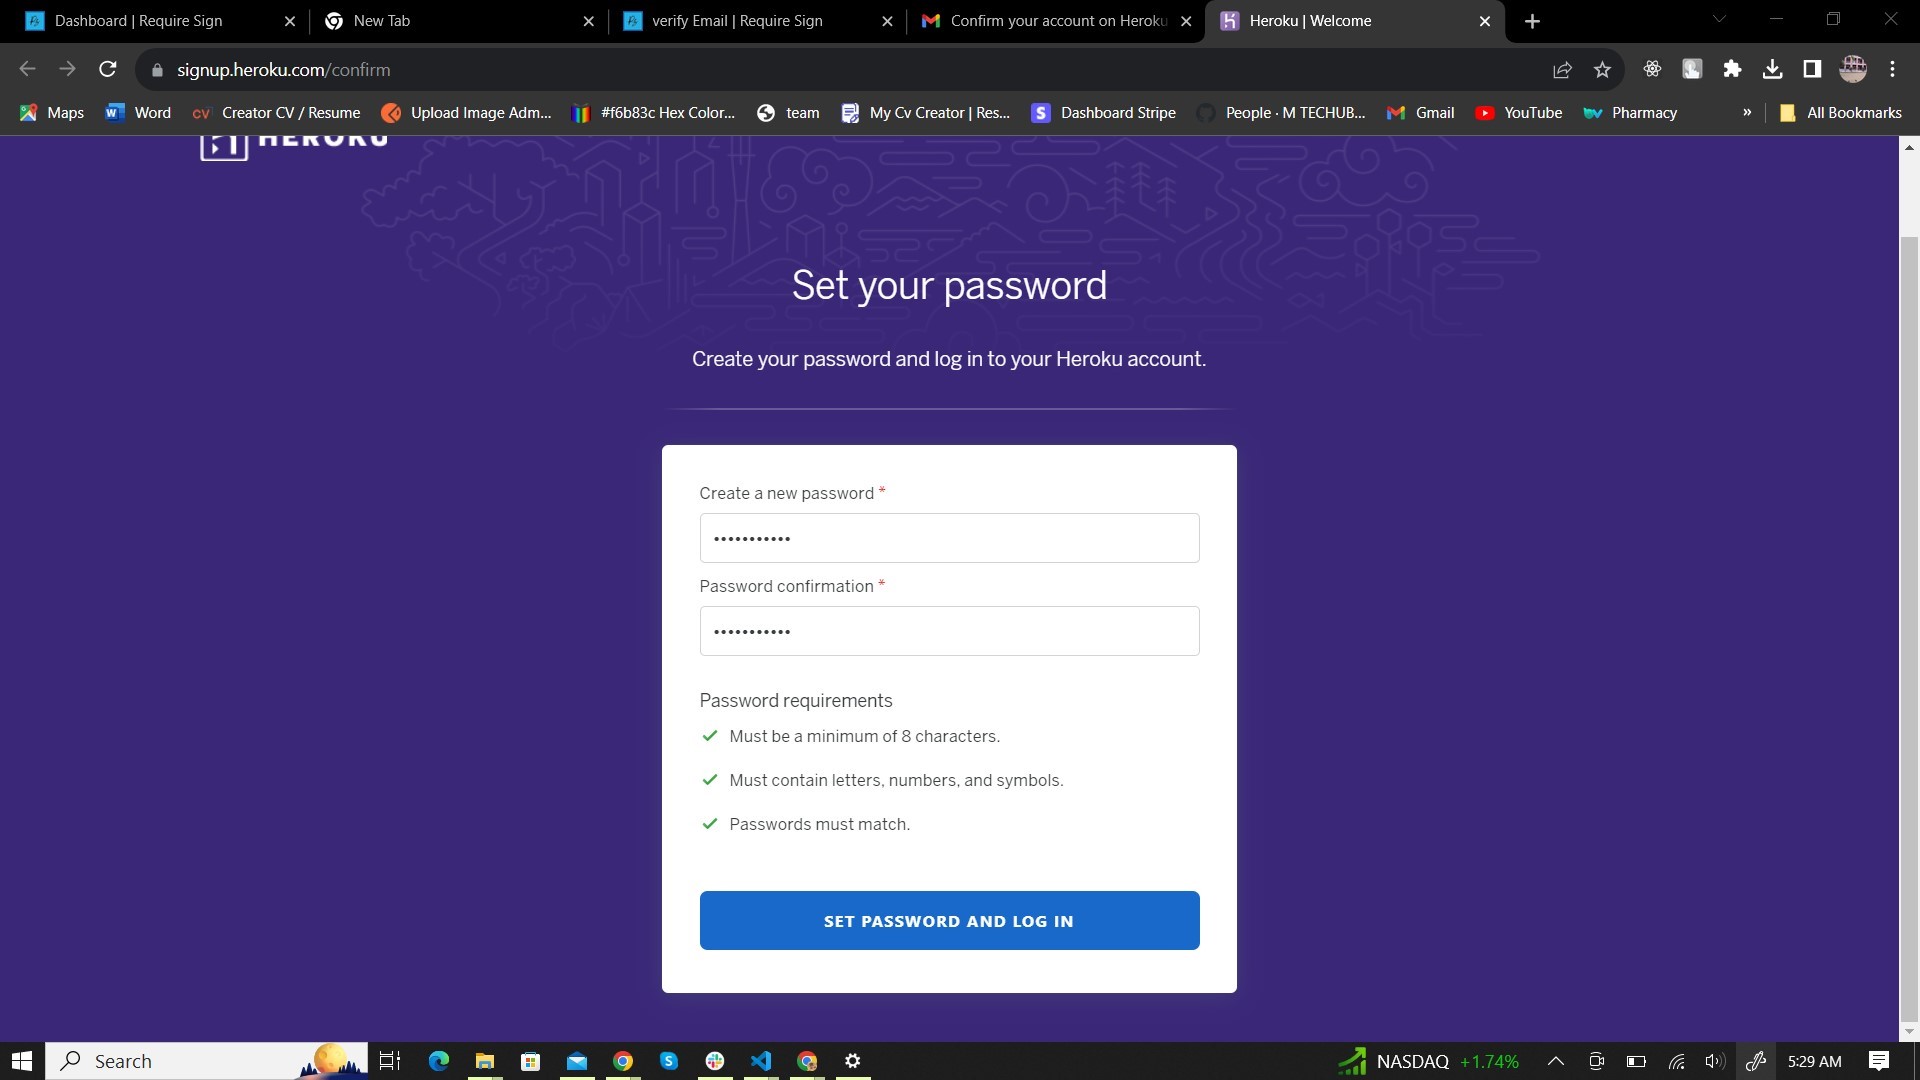 Dashboard | Require Sign
New Tab
verify Email | Require Sign
Confirm your account on Heroku
Heroku | Welcome
signup.heroku.com/confirm
Maps
Word
CV Creator CV / Resume
Upload Image Adm...
#f6b83c Hex Color...
team
My Cv Creator | Res...
S Dashboard Stripe
People · M TECHUB...
Gmail
YouTube
Pharmacy
»
All Bookmarks
HEROKU
Set your password
Create your password and log in to your Heroku account.
Create a new password *
•••••••••••
Password confirmation *
•••••••••••
Password requirements
Must be a minimum of 8 characters.
Must contain letters, numbers, and symbols.
Passwords must match.
SET PASSWORD AND LOG IN
Search
NASDAQ +1.74%
5:29 AM